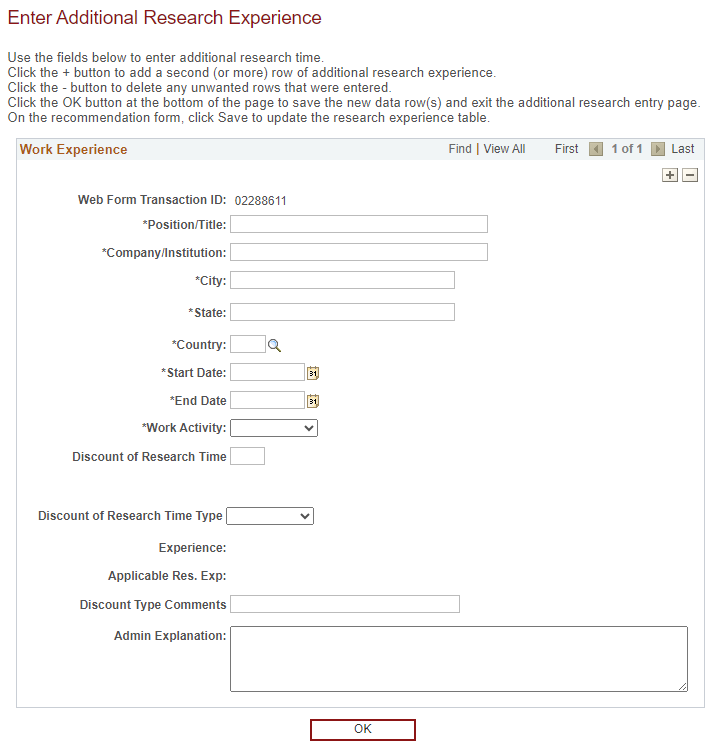 Enter Additional Research Experience
Use the fields below to enter additional research time.
Click the + button to add a second (or more) row of additional research experience.
Click the - button to delete any unwanted rows that were entered.
Click the OK button at the bottom of the page to save the new data row(s) and exit the additional research entry page.
On the recommendation form, click Save to update the research experience table.
Work Experience Find | View All First 1 of 1 Last
+ −
Web Form Transaction ID: 02288611
*Position/Title:
*Company/Institution:
*City:
*State:
*Country:
*Start Date: 31
*End Date 31
*Work Activity:
Discount of Research Time
Discount of Research Time Type
Experience:
Applicable Res. Exp:
Discount Type Comments
Admin Explanation:
OK